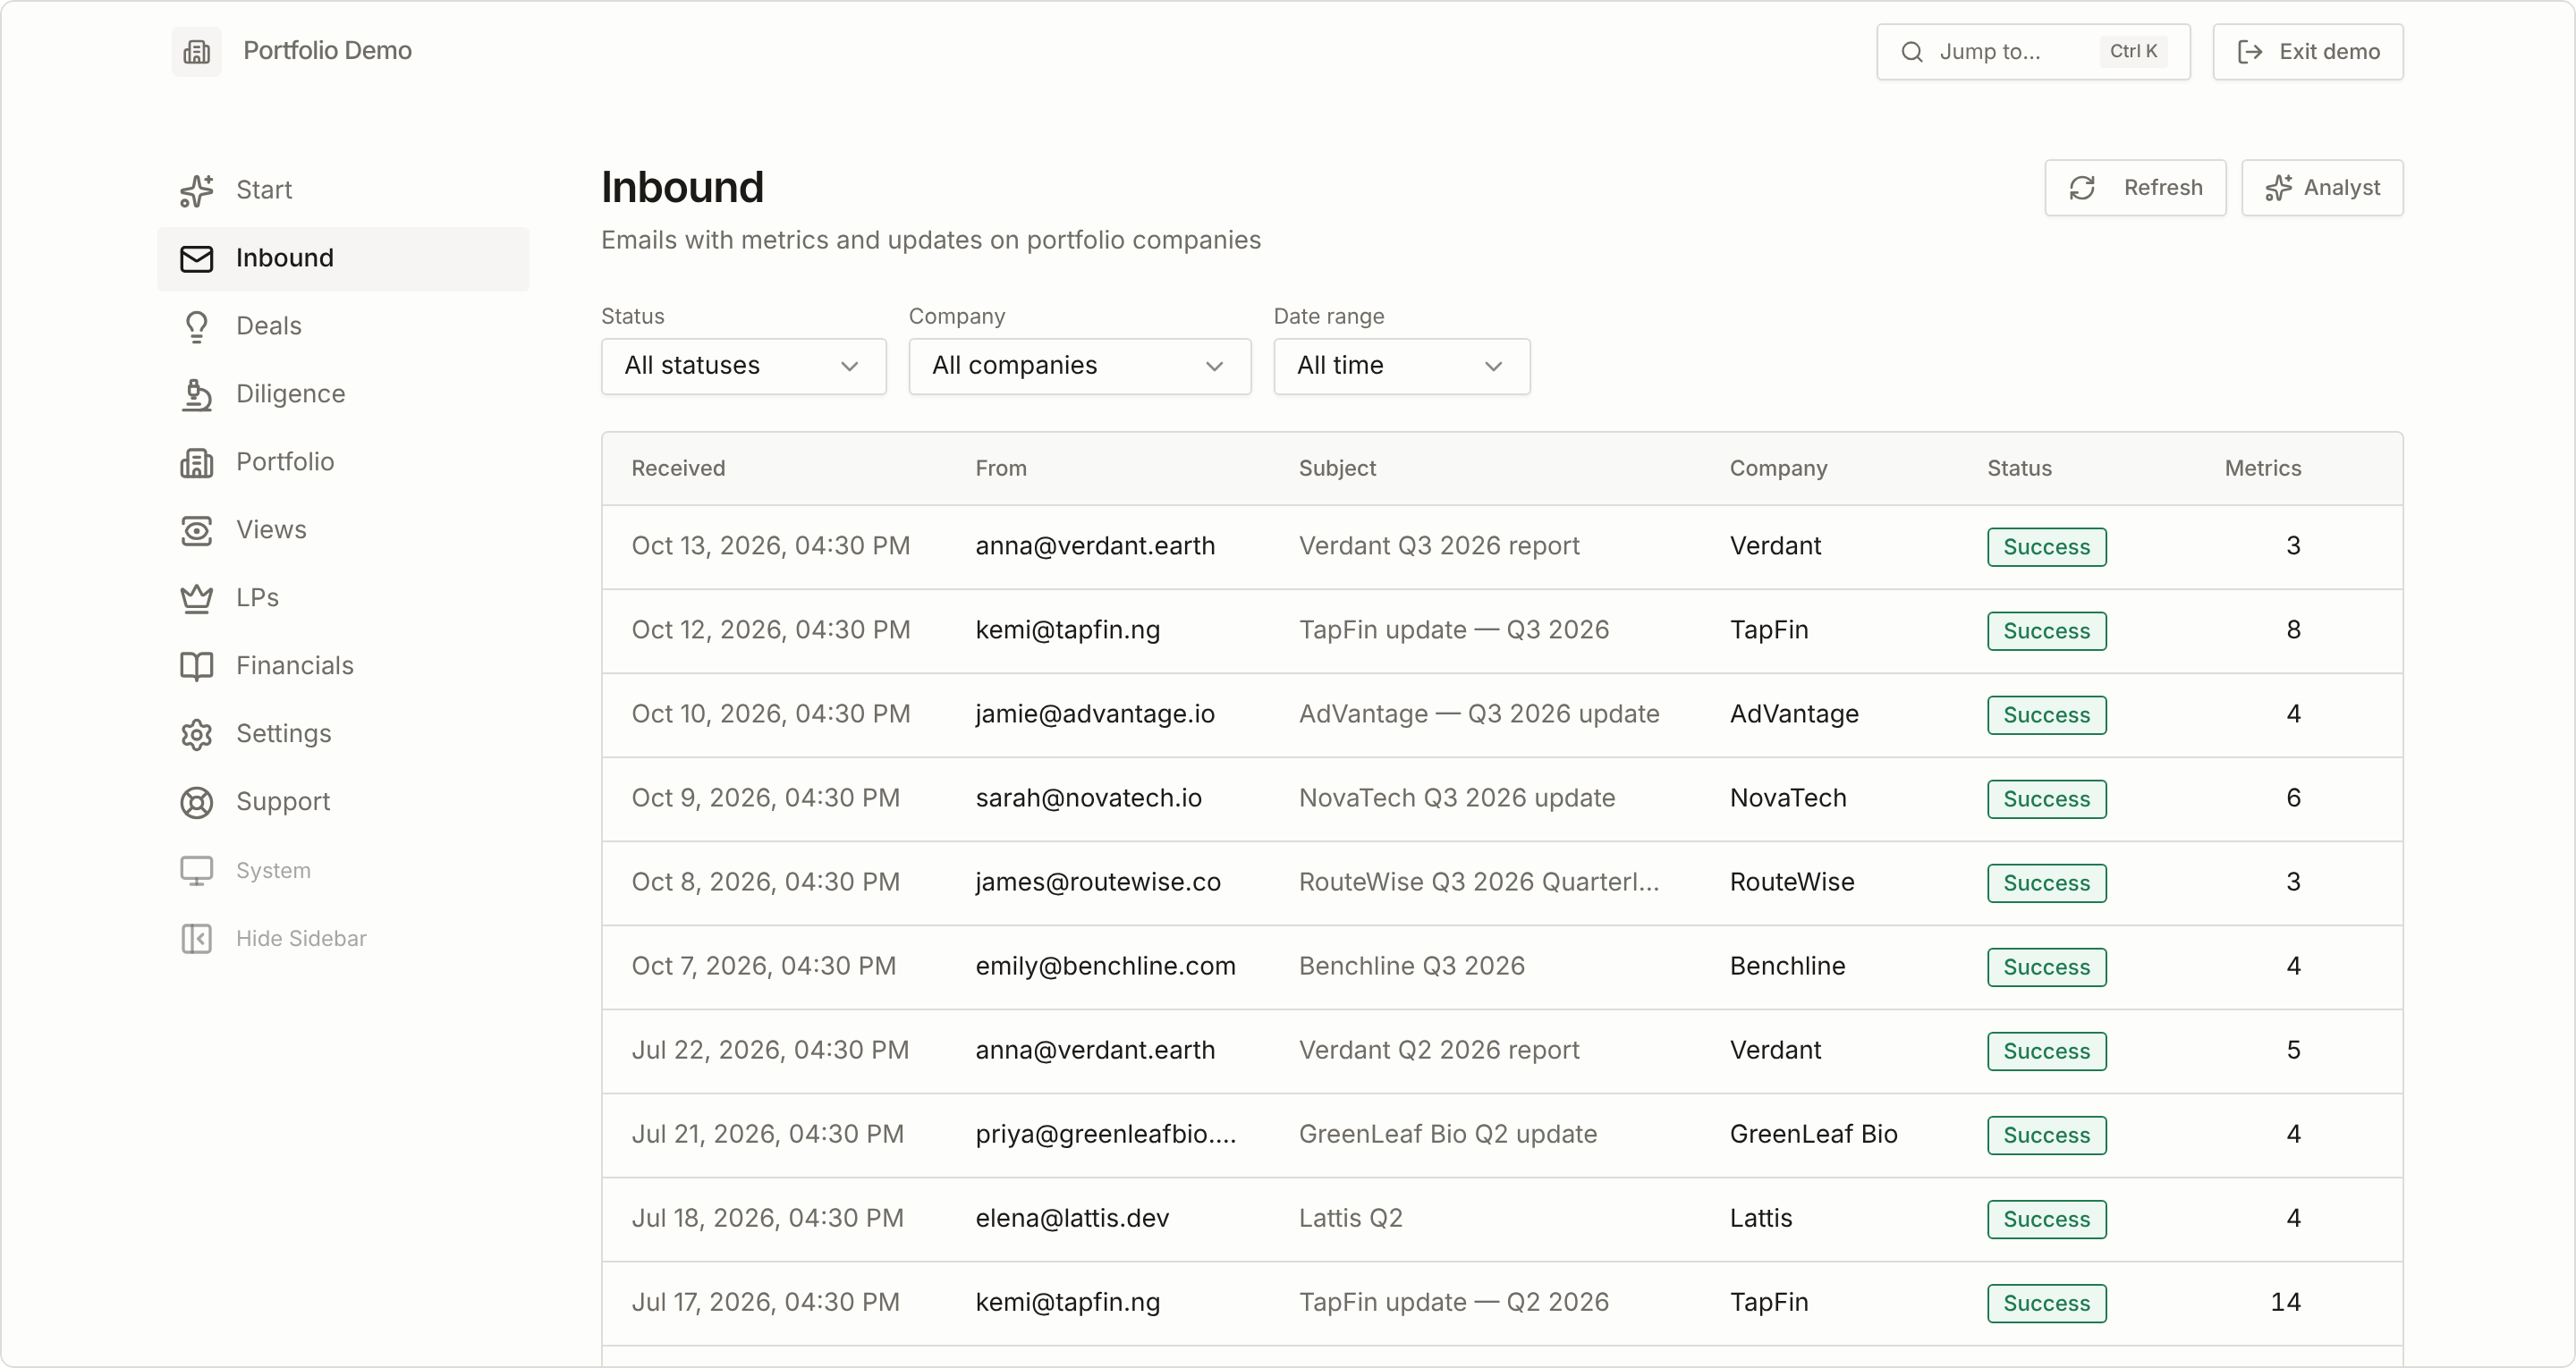 Portfolio Demo
Jump to...
Ctrl K
Exit demo
Start
Inbound
Deals
Diligence
Portfolio
Views
LPs
Financials
Settings
Support
System
Hide Sidebar
Inbound
Emails with metrics and updates on portfolio companies
Refresh
Analyst
Status Company Date range
All statuses All companies All time
Received From Subject Company Status Metrics
Oct 13, 2026, 04:30 PM anna@verdant.earth Verdant Q3 2026 report Verdant Success 3
Oct 12, 2026, 04:30 PM kemi@tapfin.ng TapFin update — Q3 2026 TapFin Success 8
Oct 10, 2026, 04:30 PM jamie@advantage.io AdVantage — Q3 2026 update AdVantage Success 4
Oct 9, 2026, 04:30 PM sarah@novatech.io NovaTech Q3 2026 update NovaTech Success 6
Oct 8, 2026, 04:30 PM james@routewise.co RouteWise Q3 2026 Quarterl... RouteWise Success 3
Oct 7, 2026, 04:30 PM emily@benchline.com Benchline Q3 2026 Benchline Success 4
Jul 22, 2026, 04:30 PM anna@verdant.earth Verdant Q2 2026 report Verdant Success 5
Jul 21, 2026, 04:30 PM priya@greenleafbio.... GreenLeaf Bio Q2 update GreenLeaf Bio Success 4
Jul 18, 2026, 04:30 PM elena@lattis.dev Lattis Q2 Lattis Success 4
Jul 17, 2026, 04:30 PM kemi@tapfin.ng TapFin update — Q2 2026 TapFin Success 14